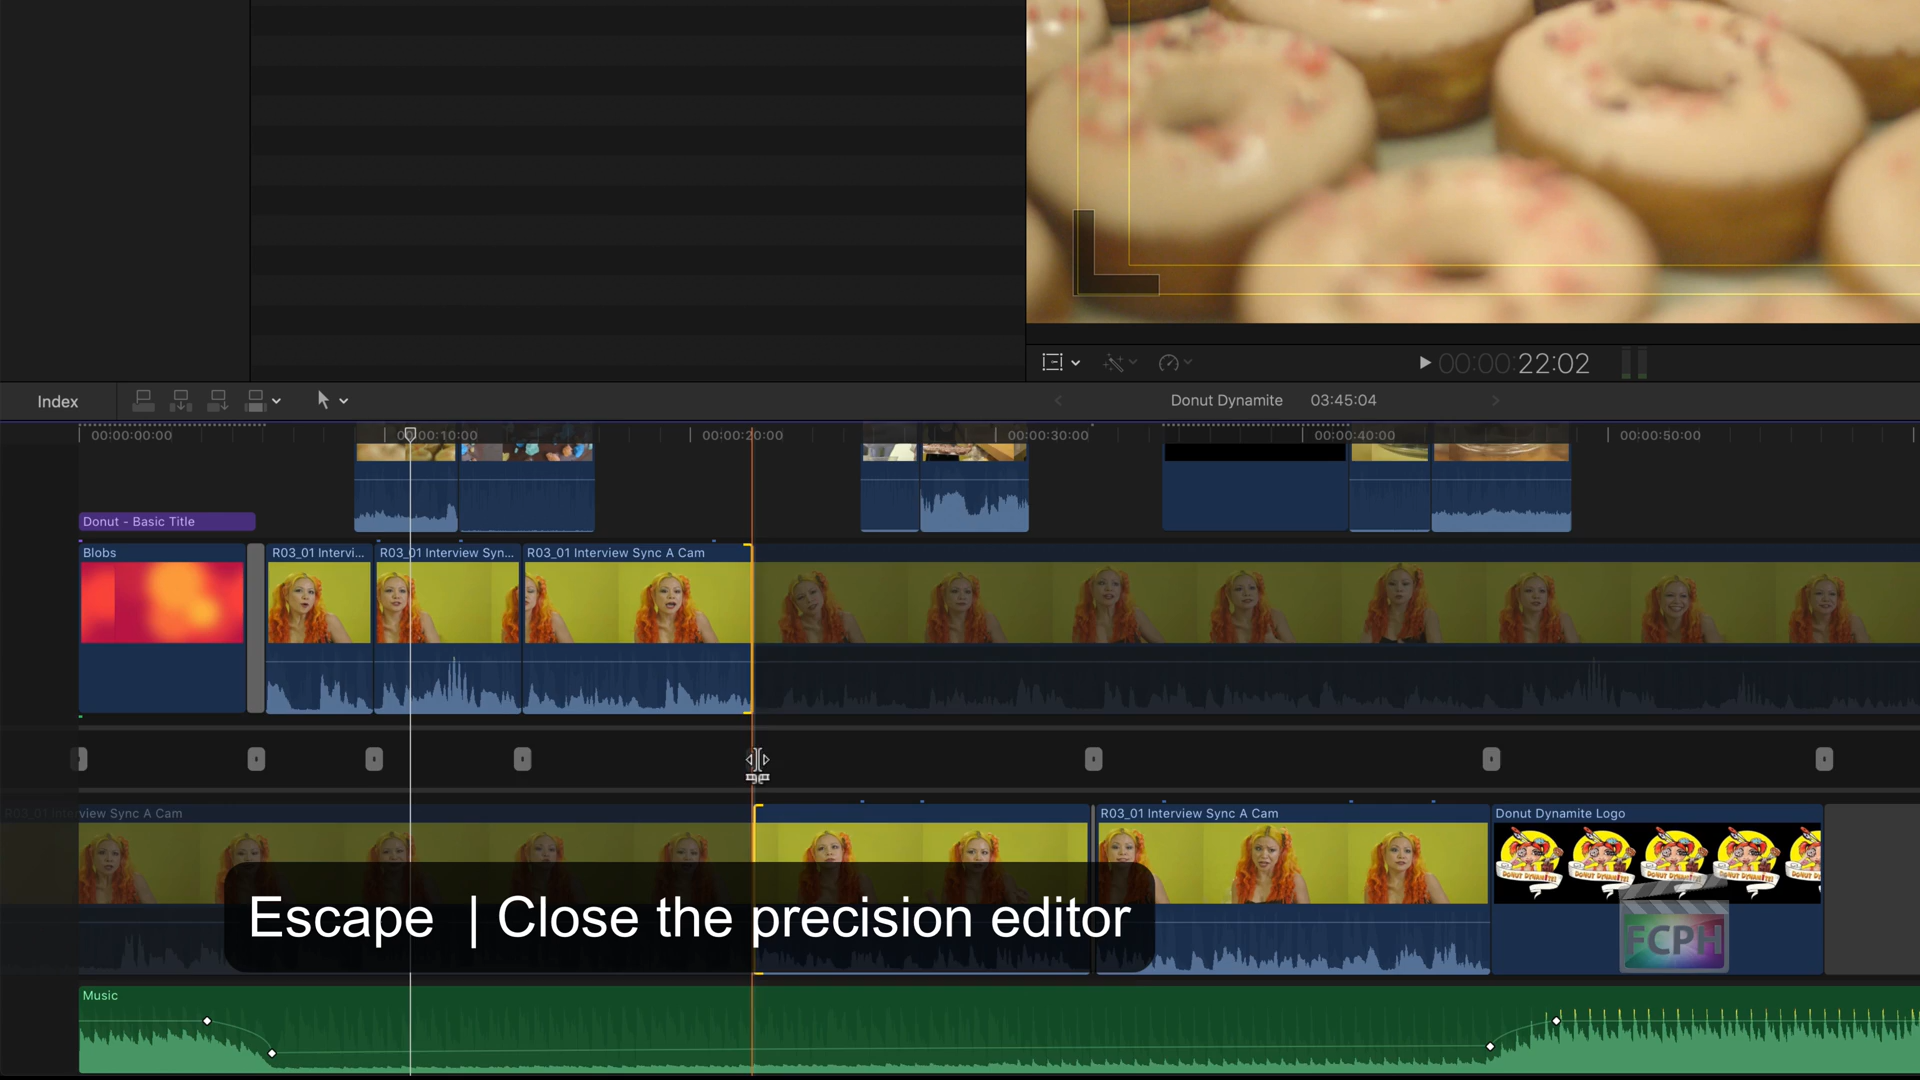 00:00:22:02
Index
Donut Dynamite 03:45:04
00:00:00:00 00:00:10:00 00:00:20:00 00:00:30:00 00:00:40:00 00:00:50:00
Donut - Basic Title
Blobs
R03_01 Intervi...
R03_01 Interview Syn...
R03_01 Interview Sync A Cam
R03_01 Interview Sync A Cam
R03_01 Interview Sync A Cam
Donut Dynamite Logo
Escape | Close the precision editor
FCPH
Music